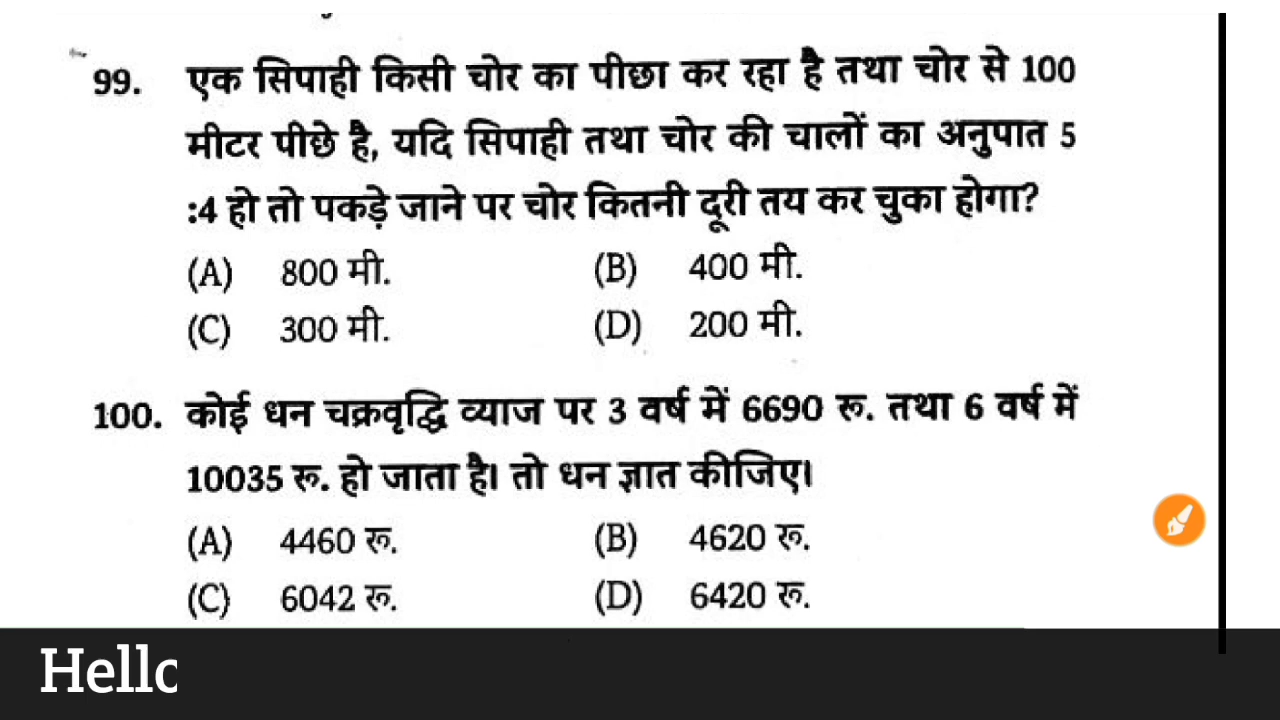 99. एक सिपाही किसी चोर का पीछा कर रहा है तथा चोर से 100
मीटर पीछे है, यदि सिपाही तथा चोर की चालों का अनुपात 5
:4 हो तो पकड़े जाने पर चोर कितनी दूरी तय कर चुका होगा?
(A) 800 मी. (B) 400 मी.
(C) 300 मी. (D) 200 मी.
100. कोई धन चक्रवृद्धि व्याज पर 3 वर्ष में 6690 रू. तथा 6 वर्ष में
10035 रू. हो जाता है। तो धन ज्ञात कीजिए।
(A) 4460 रू. (B) 4620 रू.
(C) 6042 रू. (D) 6420 रू.
Hello